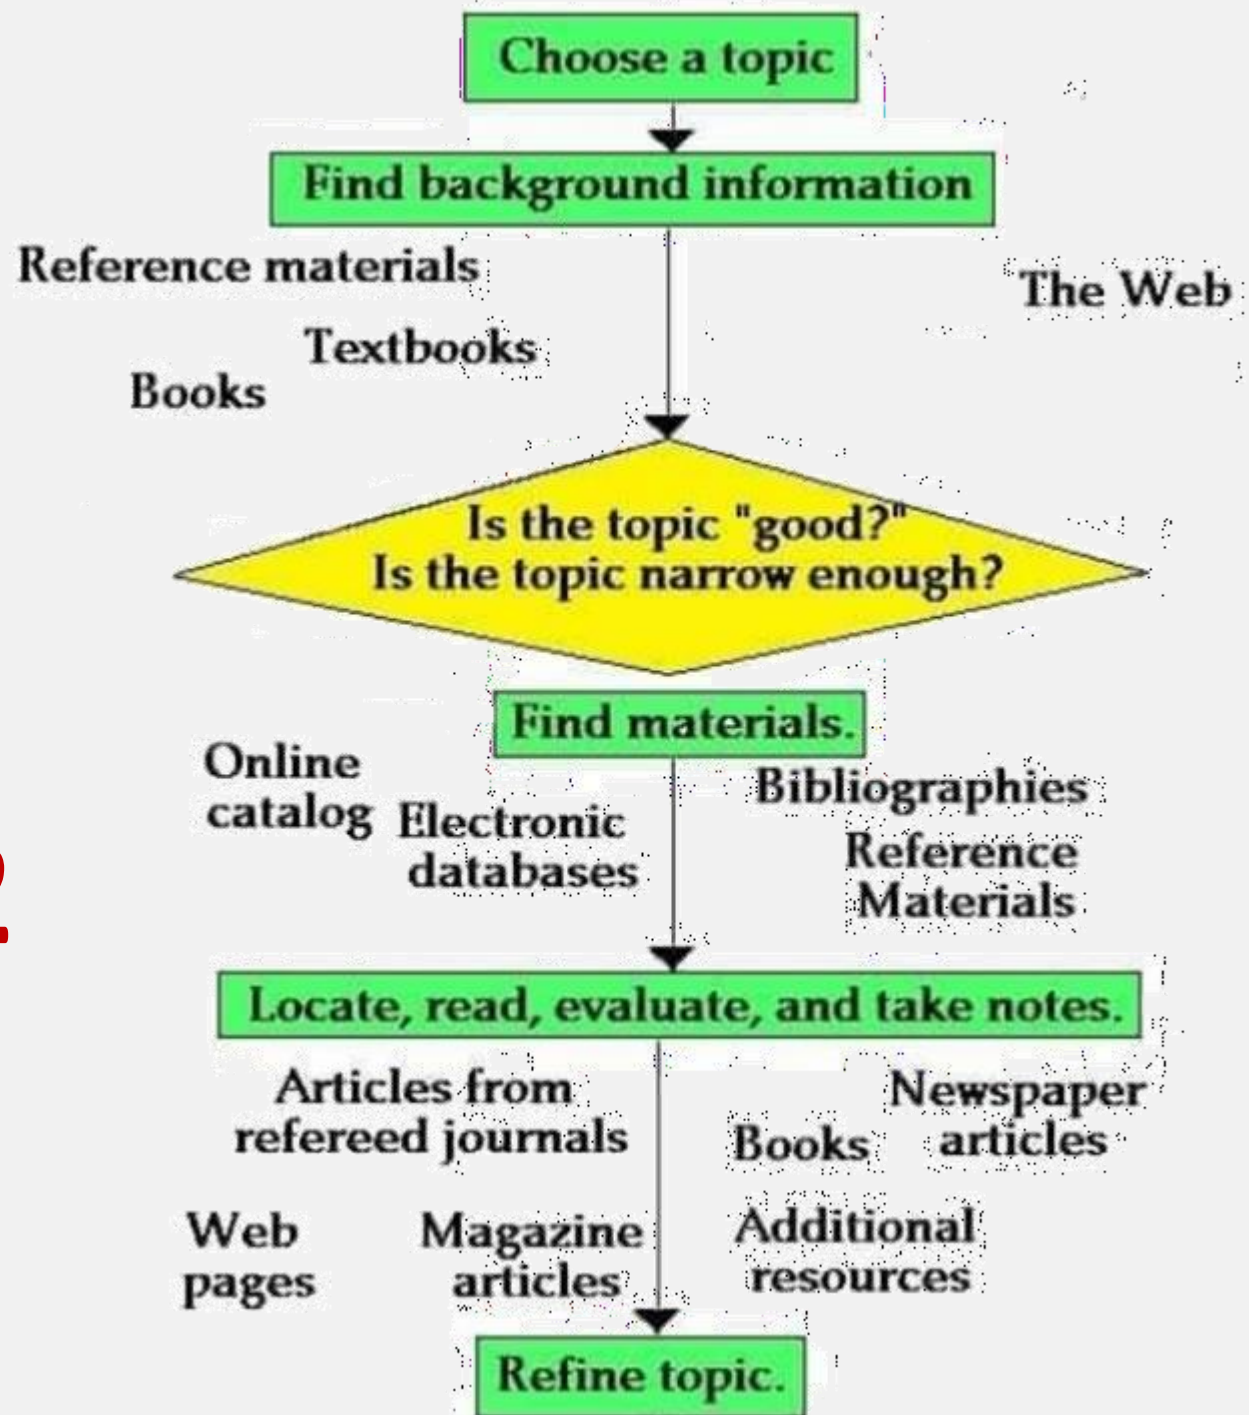 Choose a topic
Find background information
Reference materials
The Web
Textbooks
Books
Is the topic "good?"
Is the topic narrow enough?
Find materials.
Online
catalog
Electronic
databases
Bibliographies
Reference
Materials
Locate, read, evaluate, and take notes.
Articles from
refereed journals
Books
Newspaper
articles
Web
pages
Magazine
articles
Additional
resources
Refine topic.